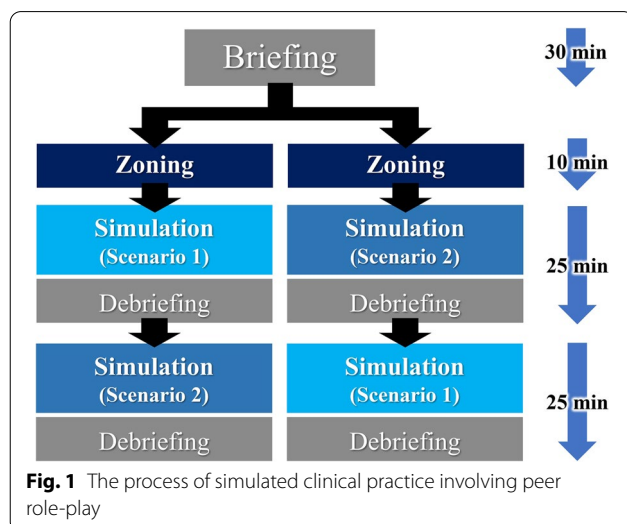 Briefing
30 min
Zoning
Zoning
10 min
Simulation
(Scenario 1)
Simulation
(Scenario 2)
25 min
Debriefing
Debriefing
Simulation
(Scenario 2)
Simulation
(Scenario 1)
25 min
Debriefing
Debriefing
Fig. 1 The process of simulated clinical practice involving peer
role-play